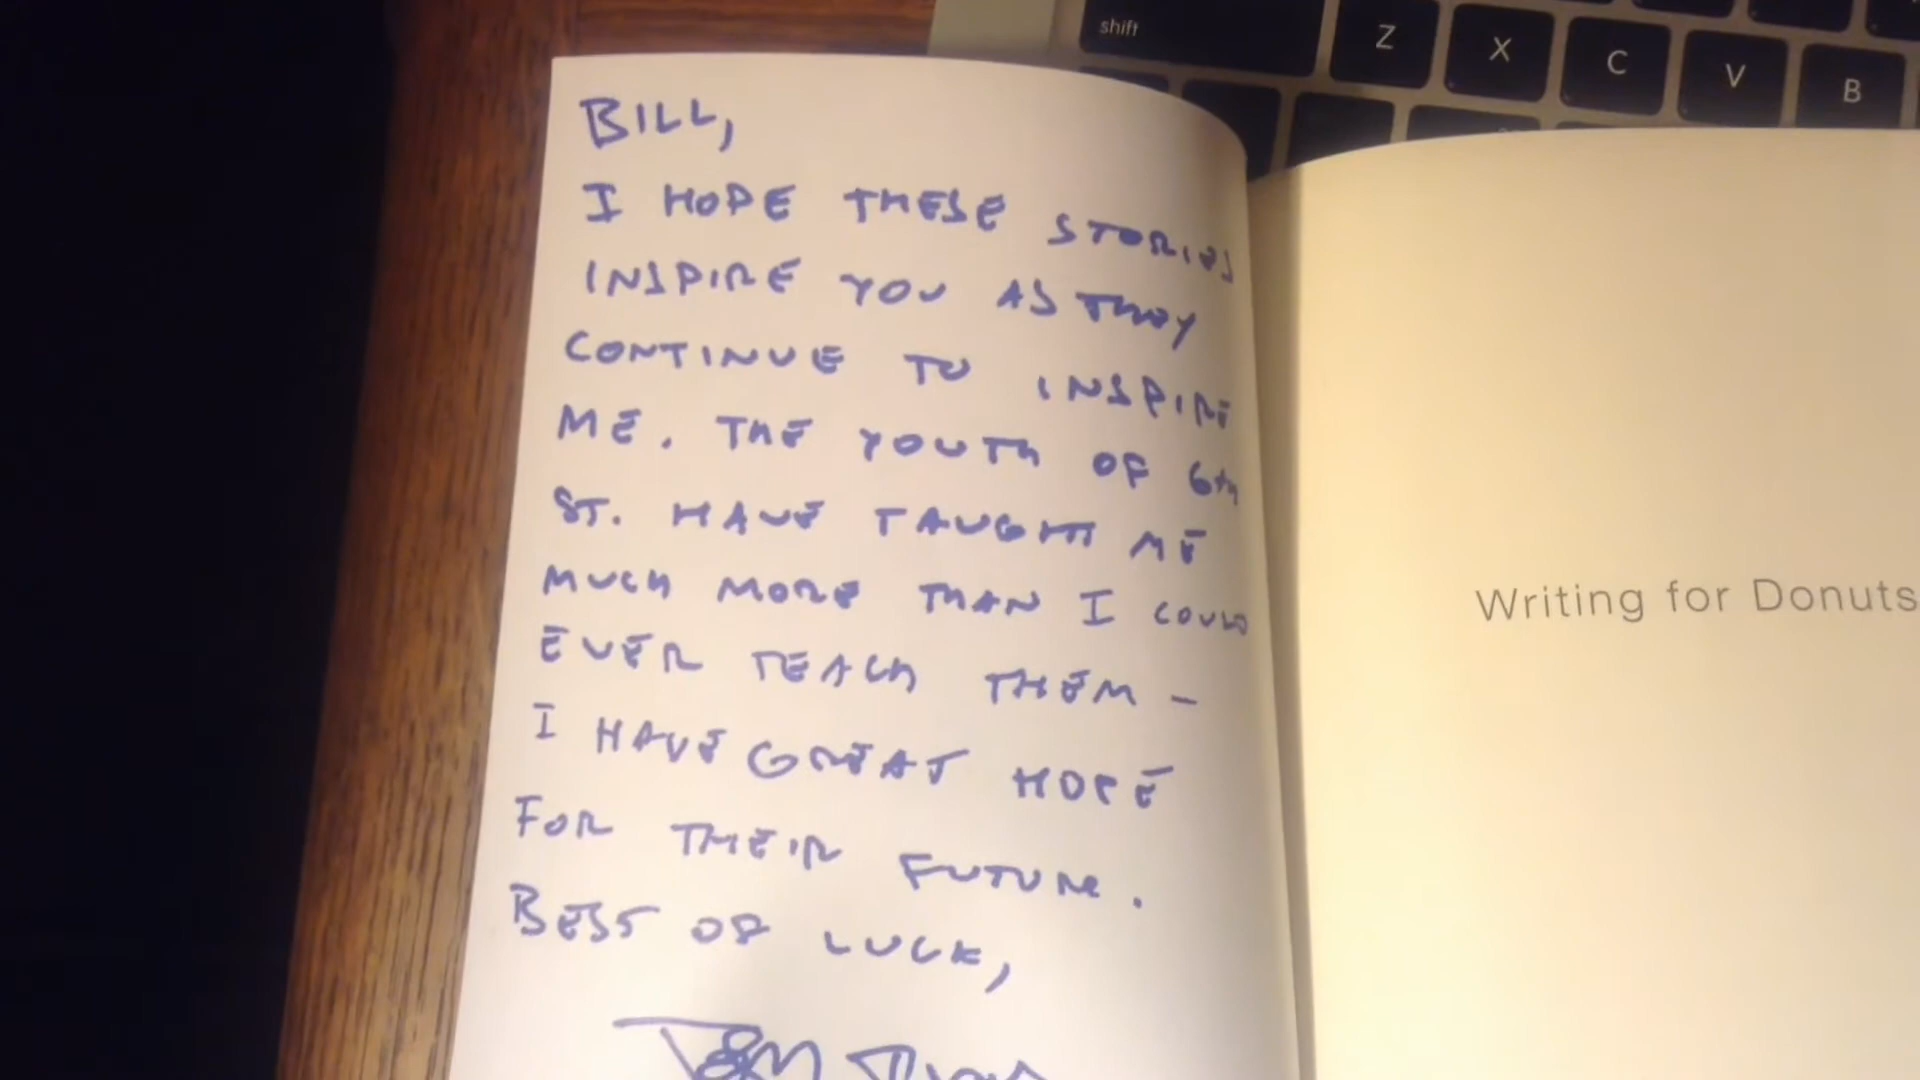 shift
Z X C V B
BILL,
I HOPE THESE STORIES
INSPIRE YOU AS THEY
CONTINUE TO INSPIRE
ME. THE YOUTH OF 6th
ST. HAVE TAUGHT ME
MUCH MORE THAN I COULD
EVER TEACH THEM –
I HAVE GREAT HOPE
FOR THEIR FUTURE.
BEST OF LUCK,
Writing for Donuts